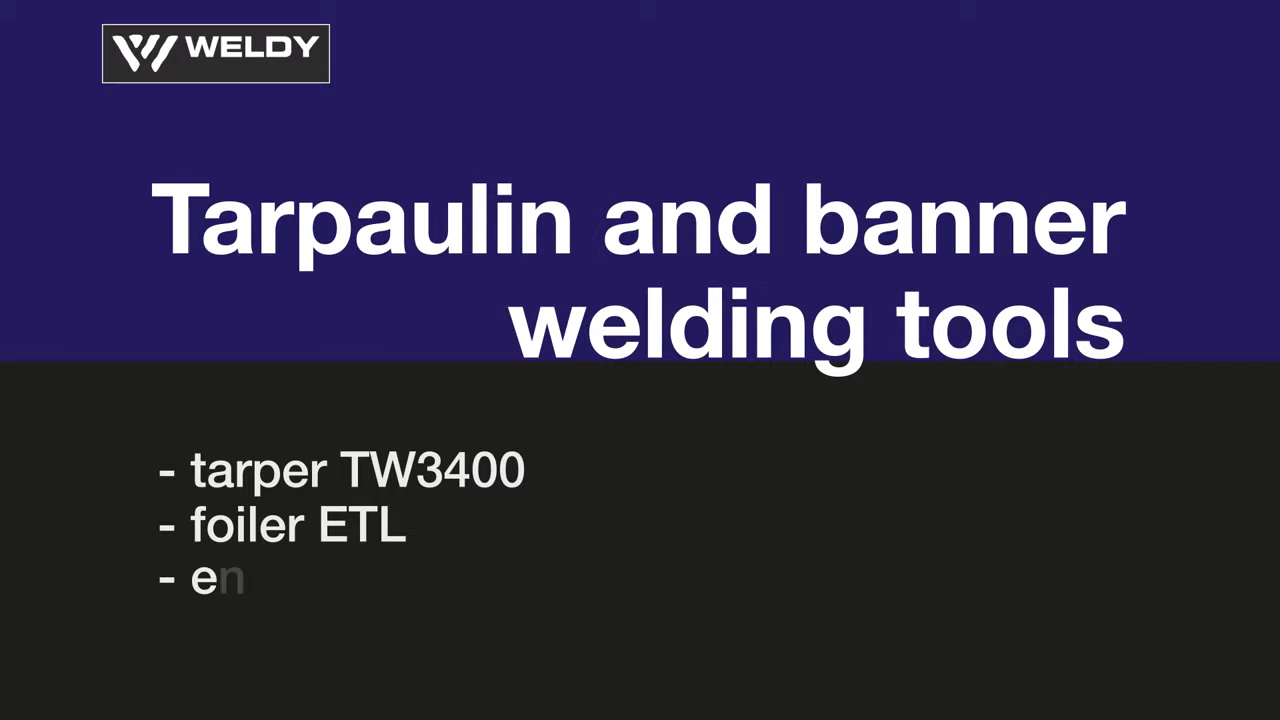 WELDY
Tarpaulin and banner
welding tools
- tarper TW3400
- foiler ETL
- en